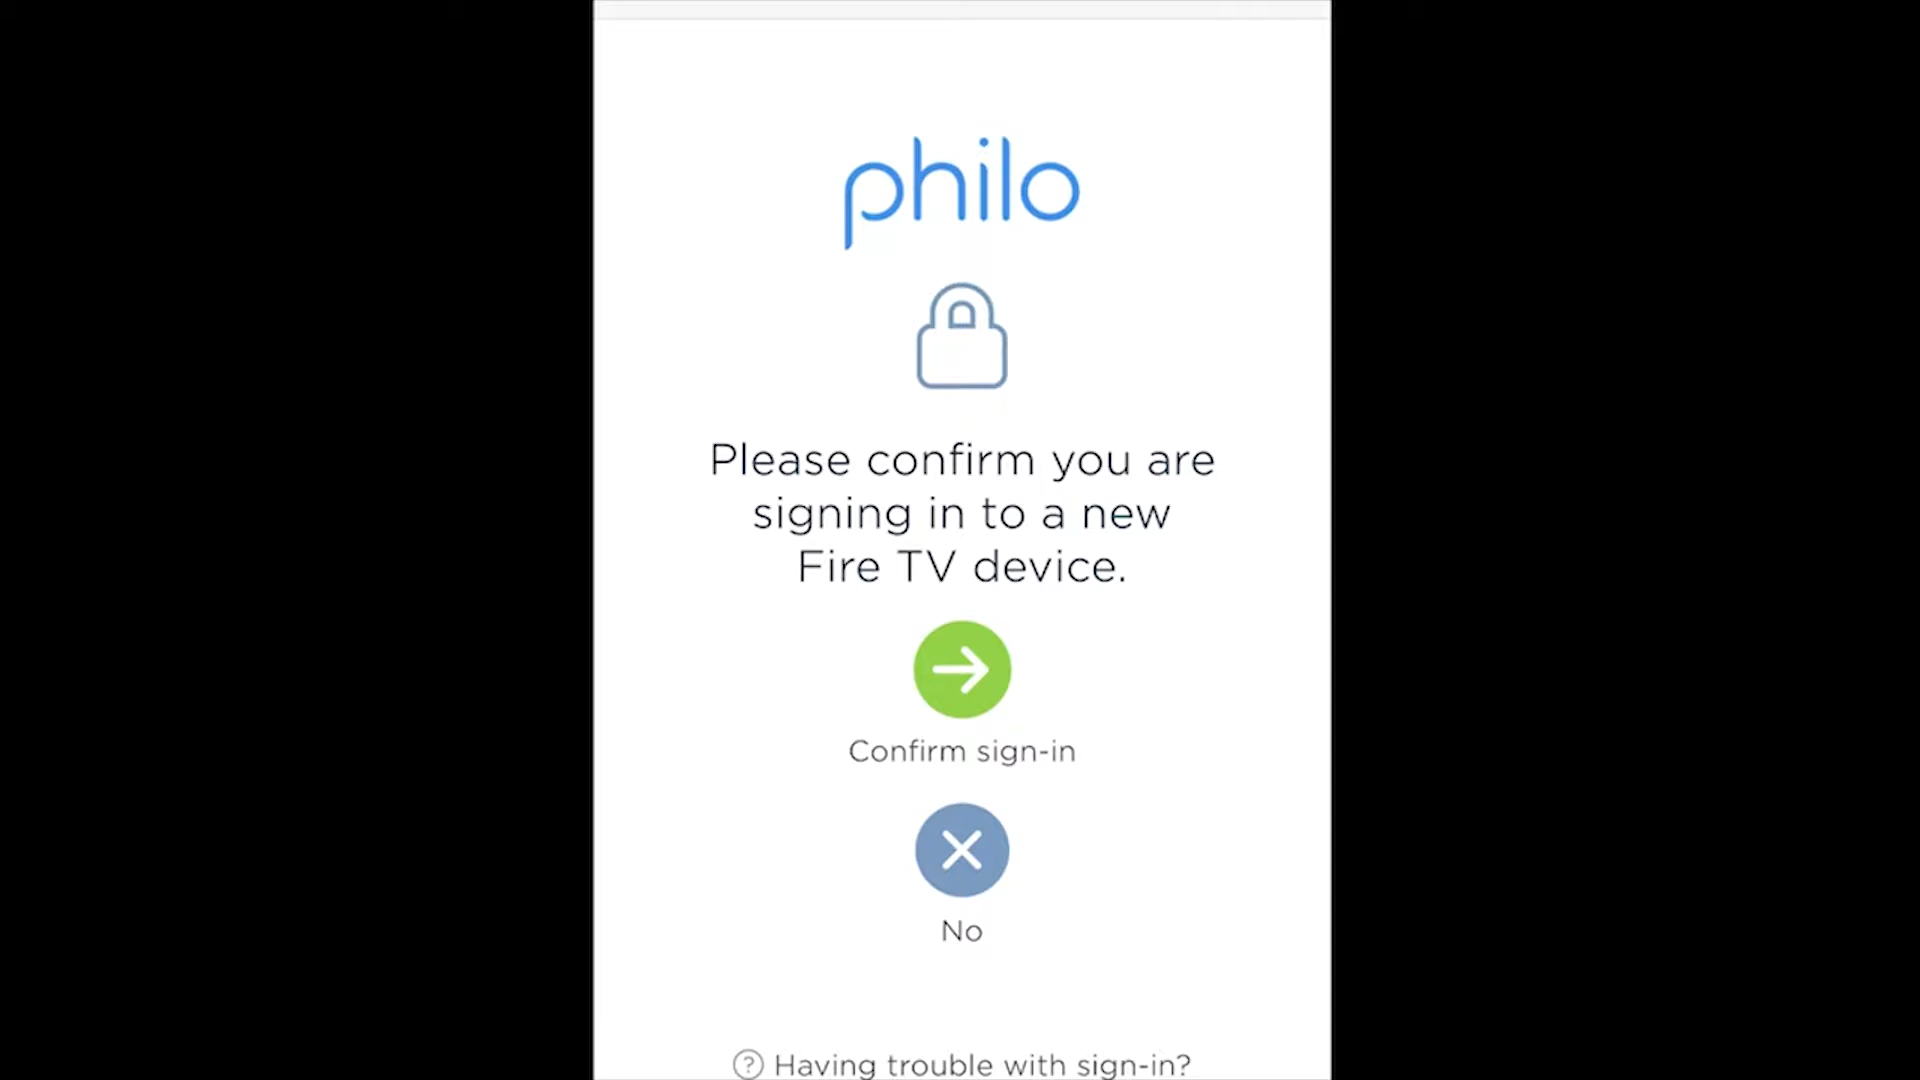 philo
Please confirm you are
signing in to a new
Fire TV device.
Confirm sign-in
No
? Having trouble with sign-in?